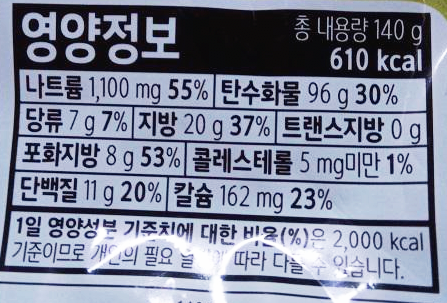 영양정보
총 내용량 140 g
610 kcal
나트륨 1,100 mg 55% 탄수화물 96 g 30%
당류 7 g 7% 지방 20 g 37% 트랜스지방 0 g
포화지방 8 g 53% 콜레스테롤 5 mg미만 1%
단백질 11 g 20% 칼슘 162 mg 23%
1일 영양성분 기준치에 대한 비율(%)은 2,000 kcal
기준이므로 개인의 필요 따라 다를 수 있습니다.